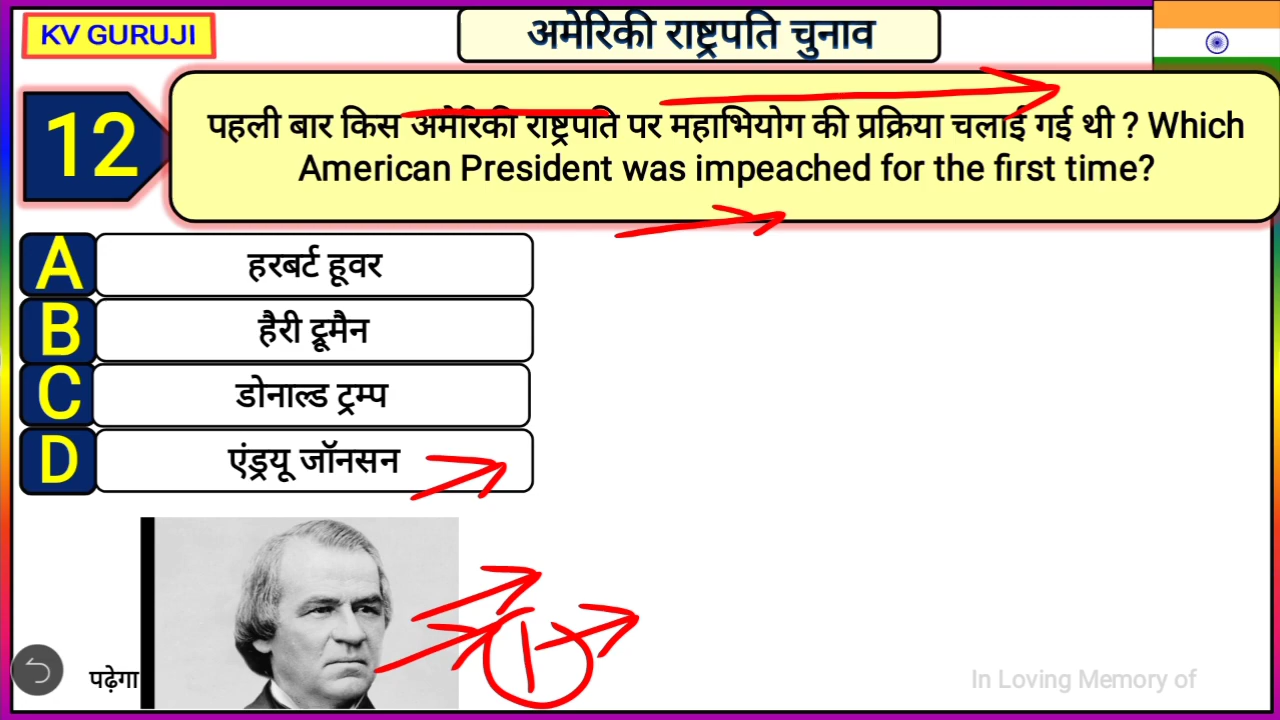 KV GURUJI
अमेरिकी राष्ट्रपति चुनाव
12
पहली बार किस अमेरिकी राष्ट्रपति पर महाभियोग की प्रक्रिया चलाई गई थी ? Which
American President was impeached for the first time?
A
हरबर्ट हूवर
B
हैरी ट्रूमैन
C
डोनाल्ड ट्रम्प
D
एंड्रयू जॉनसन
1
पढ़ेगा
In Loving Memory of